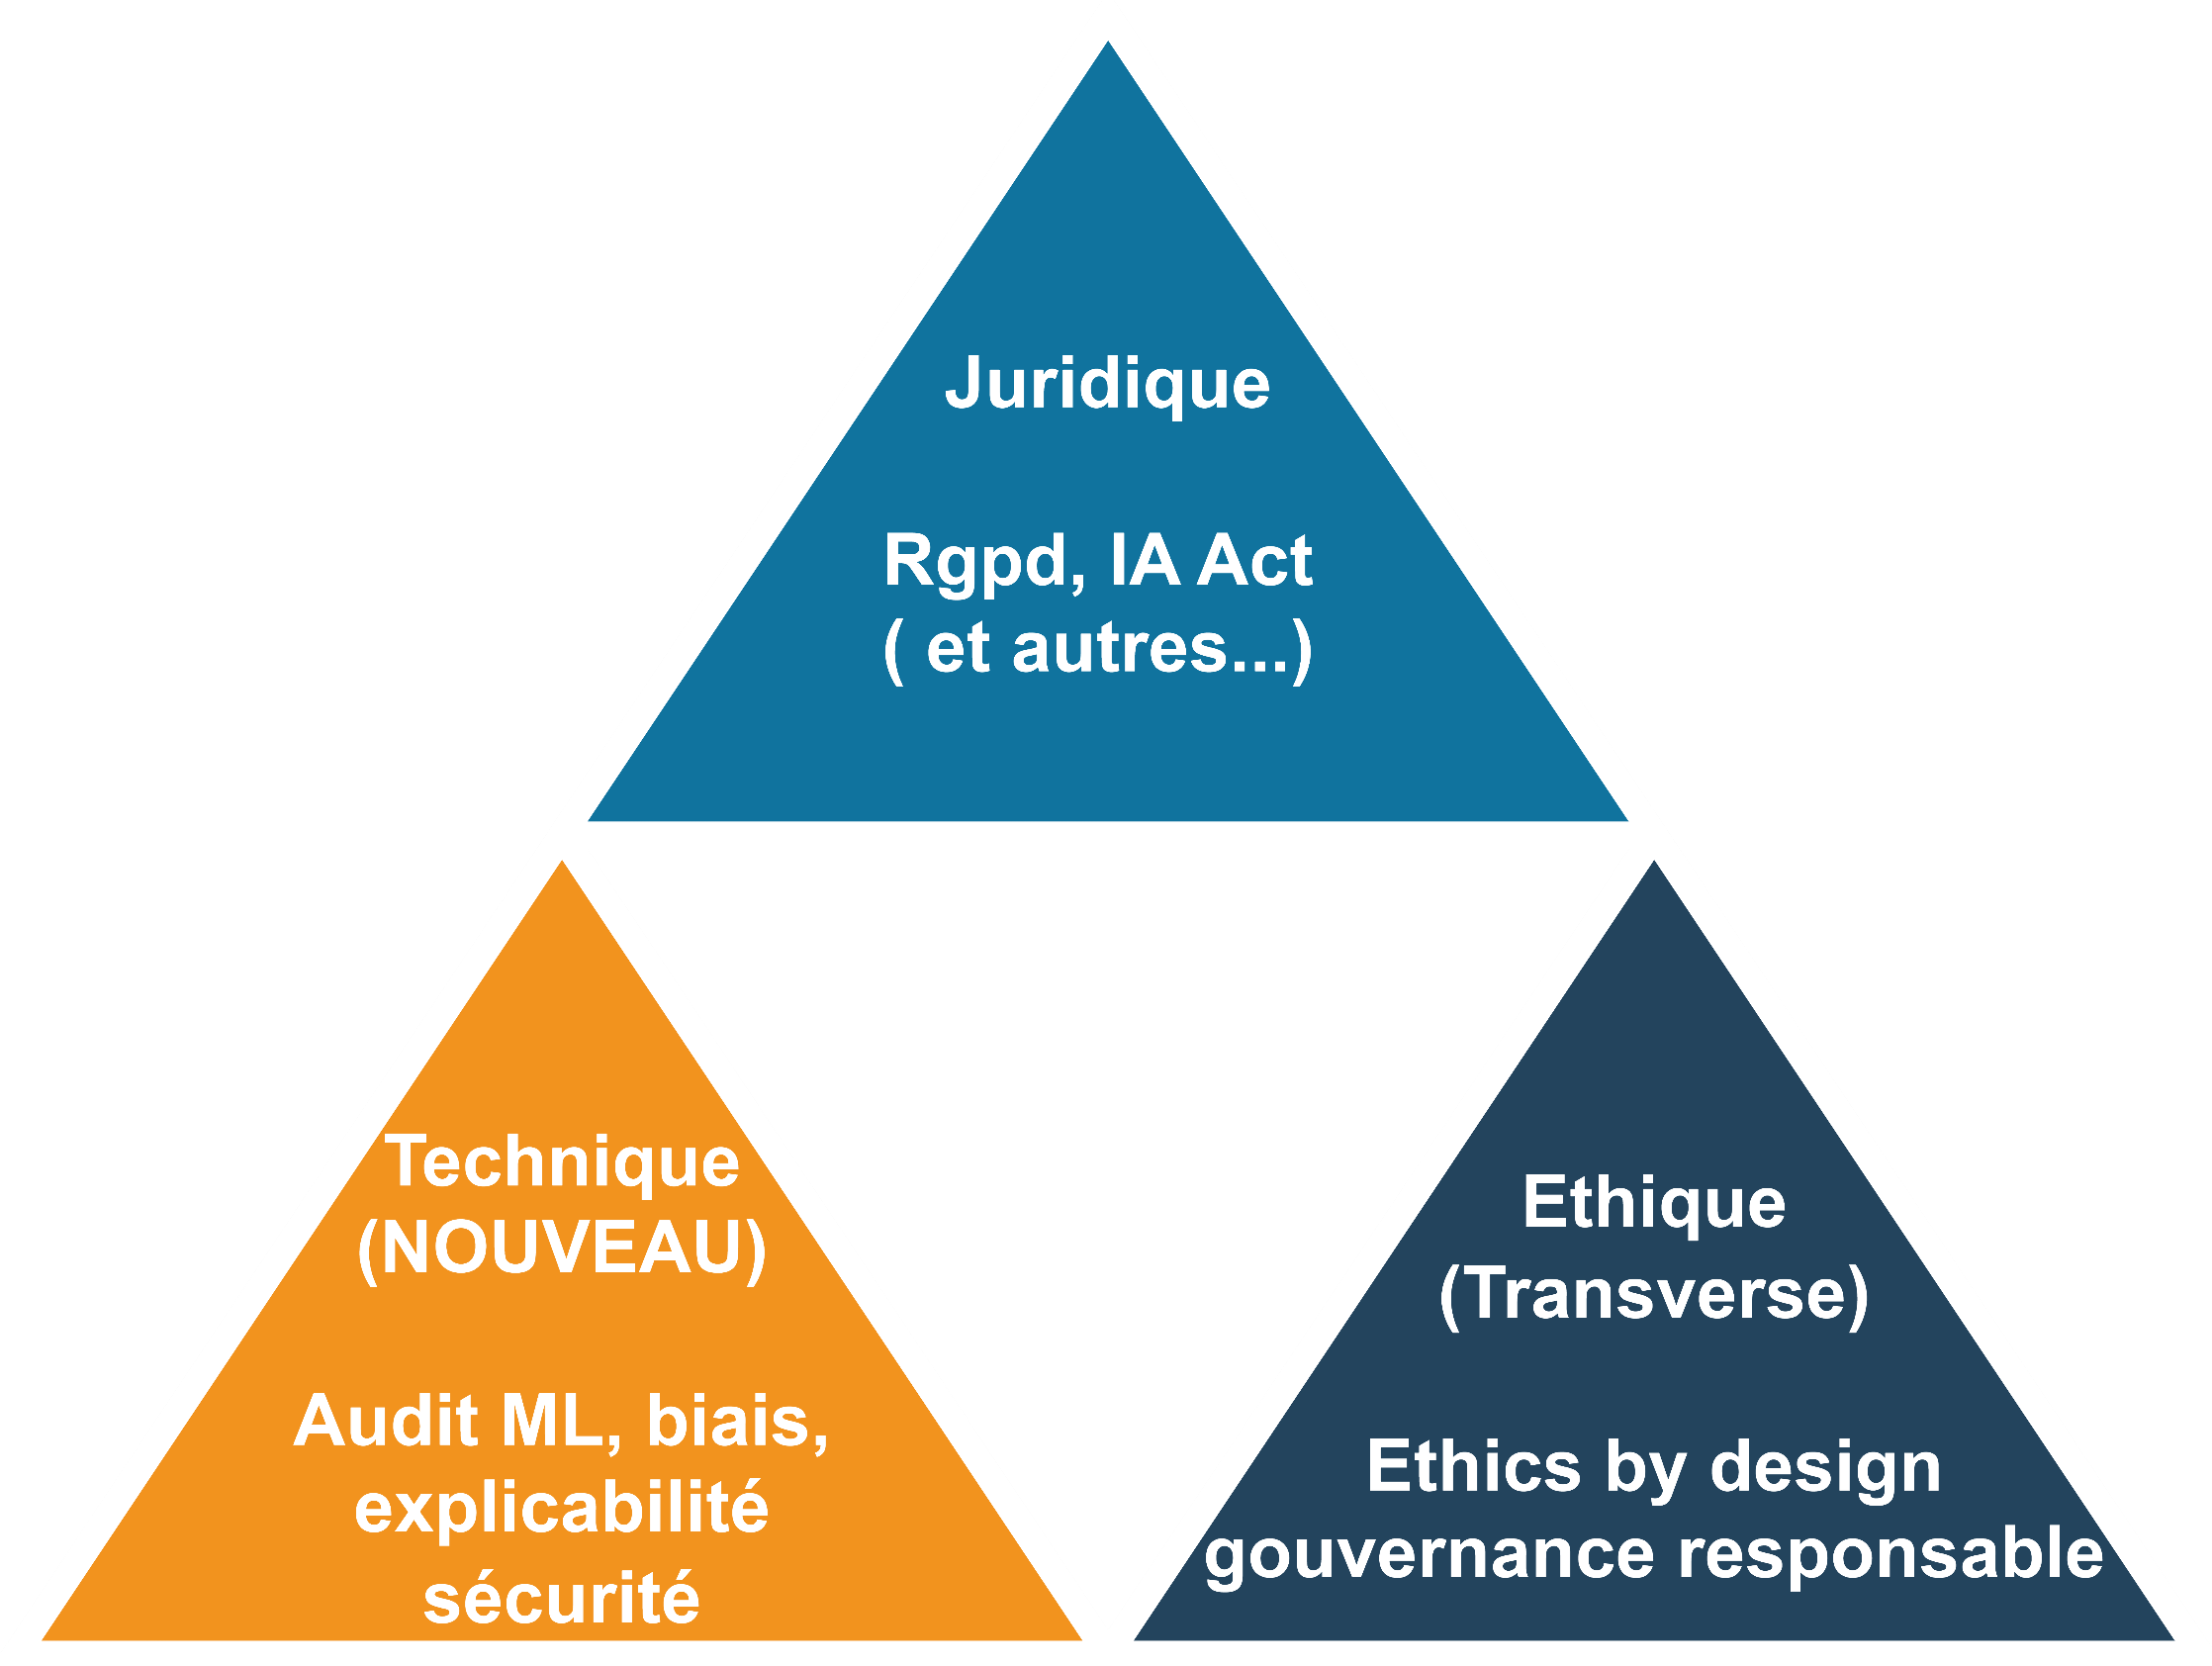 Juridique
Rgpd, IA Act
( et autres...)
Technique
(NOUVEAU)
Audit ML, biais,
explicabilité
sécurité
Ethique
(Transverse)
Ethics by design
gouvernance responsable